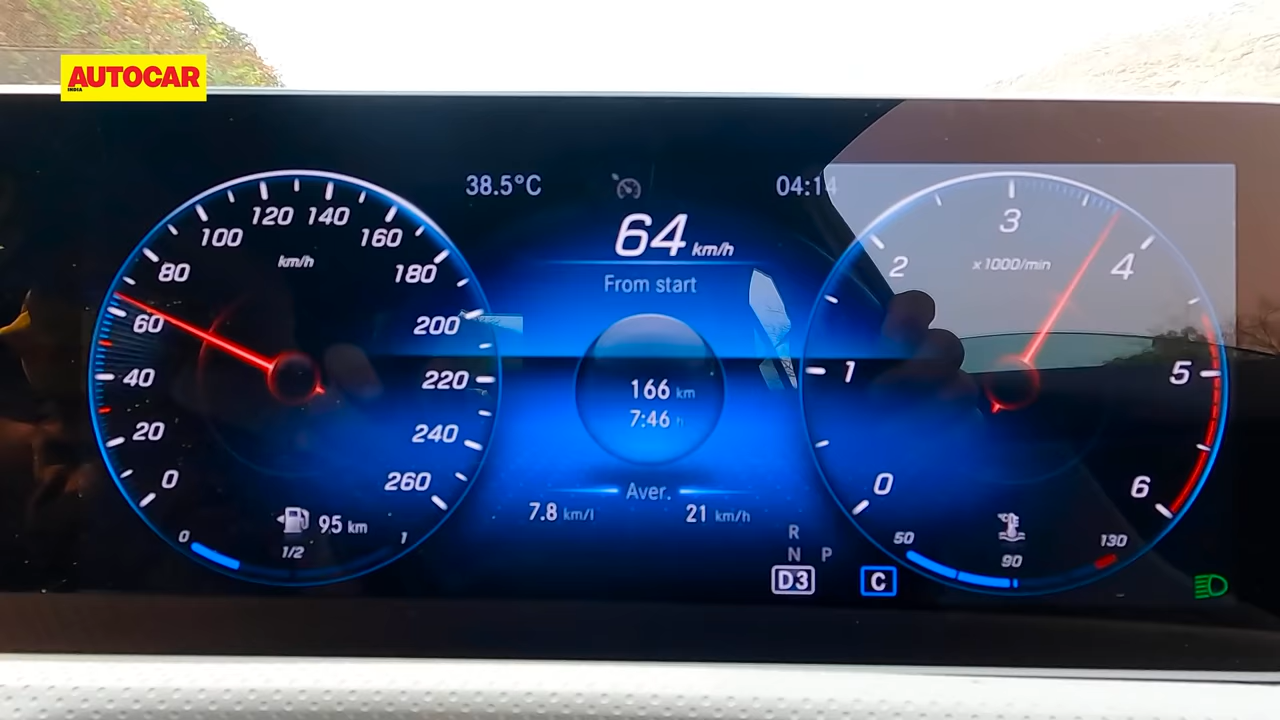 AUTOCAR
INDIA
38.5°C
04:14
64 km/h
From start
166 km
7:46 h
Aver.
7.8 km/l 21 km/h
km/h
0
20
40
60
80
100
120
140
160
180
200
220
240
260
95 km
0 1/2 1
x1000/min
0
1
2
3
4
5
6
50 90 130
R
N P
D3
C